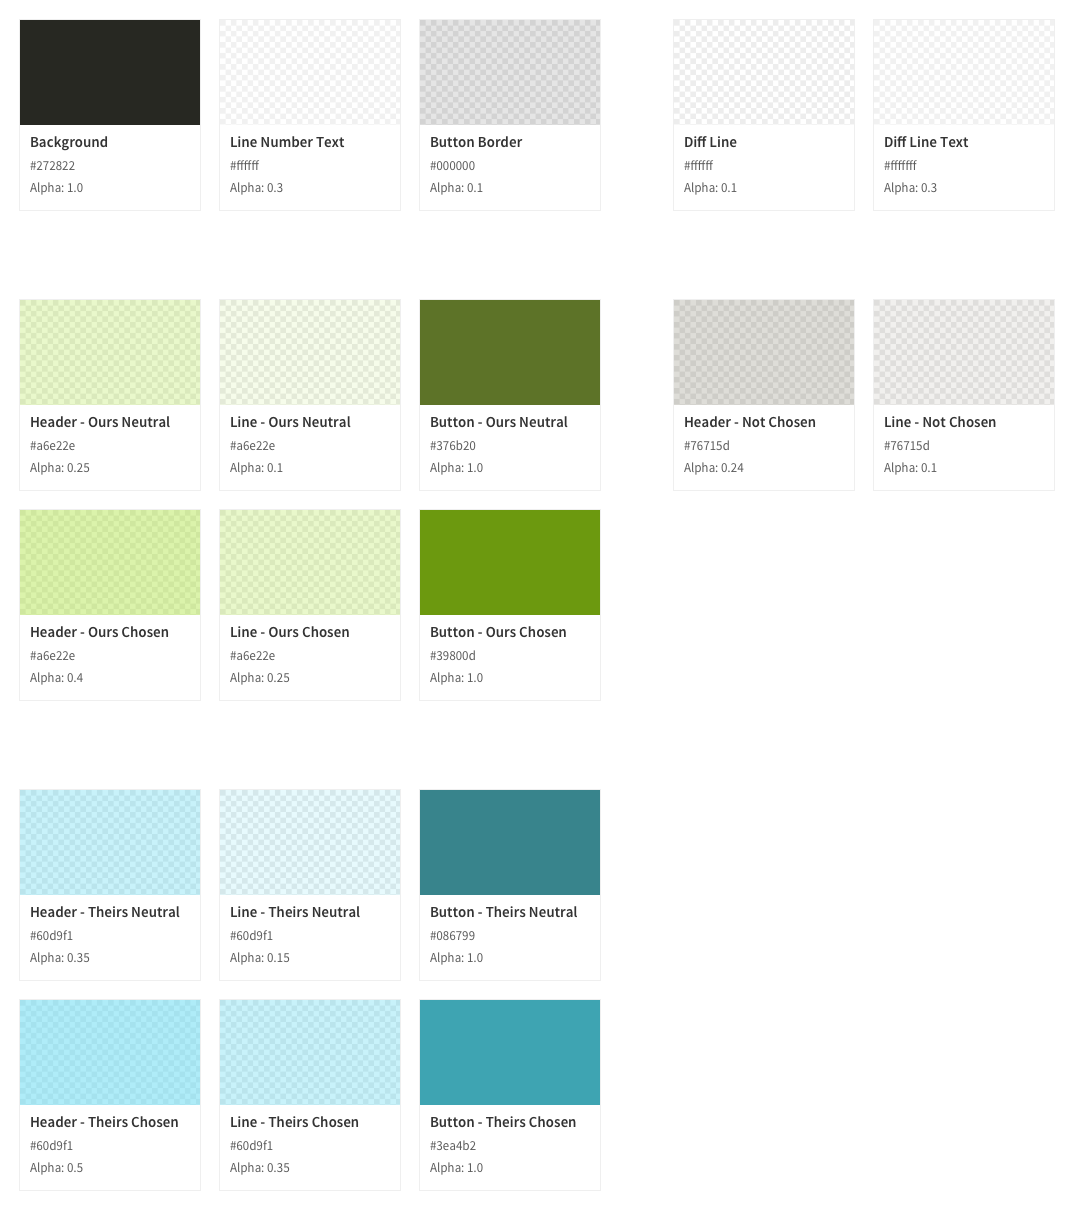 Background
#272822
Alpha: 1.0
Line Number Text
#ffffff
Alpha: 0.3
Button Border
#000000
Alpha: 0.1
Diff Line
#ffffff
Alpha: 0.1
Diff Line Text
#fffffff
Alpha: 0.3
Header - Ours Neutral
#a6e22e
Alpha: 0.25
Line - Ours Neutral
#a6e22e
Alpha: 0.1
Button - Ours Neutral
#376b20
Alpha: 1.0
Header - Not Chosen
#76715d
Alpha: 0.24
Line - Not Chosen
#76715d
Alpha: 0.1
Header - Ours Chosen
#a6e22e
Alpha: 0.4
Line - Ours Chosen
#a6e22e
Alpha: 0.25
Button - Ours Chosen
#39800d
Alpha: 1.0
Header - Theirs Neutral
#60d9f1
Alpha: 0.35
Line - Theirs Neutral
#60d9f1
Alpha: 0.15
Button - Theirs Neutral
#086799
Alpha: 1.0
Header - Theirs Chosen
#60d9f1
Alpha: 0.5
Line - Theirs Chosen
#60d9f1
Alpha: 0.35
Button - Theirs Chosen
#3ea4b2
Alpha: 1.0